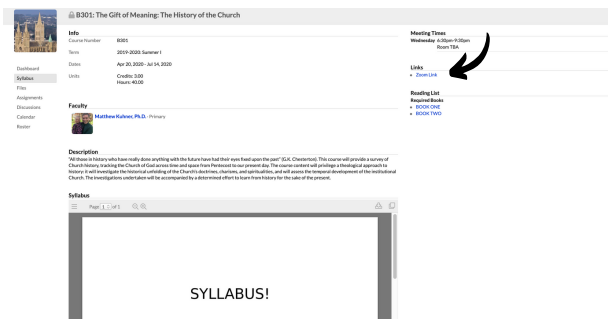 B301: The Gift of Meaning: The History of the Church
Dashboard
Syllabus
Files
Assignments
Discussions
Calendar
Roster
Info
Course Number B301
Term 2019-2020: Summer I
Dates Apr 20, 2020 - Jul 14, 2020
Units Credits: 3.00
Hours: 40.00
Faculty
Matthew Kuhner, Ph.D. - Primary
Description
"All those in history who have really done anything with the future have had their eyes fixed upon the past" (G.K. Chesterton). This course will provide a survey of
Church history, tracking the Church of God across time and space from Pentecost to our present day. The course content will privilege a theological approach to
history: it will investigate the historical unfolding of the Church's doctrines, charisms, and spiritualities, and will assess the temporal development of the institutional
Church. The investigations undertaken will be accompanied by a determined effort to learn from history for the sake of the present.
Syllabus
Page 1 of 1
SYLLABUS!
Meeting Times
Wednesday 6:30pm-9:30pm
Room TBA
Links
Zoom Link
Reading List
Required Books
BOOK ONE
BOOK TWO